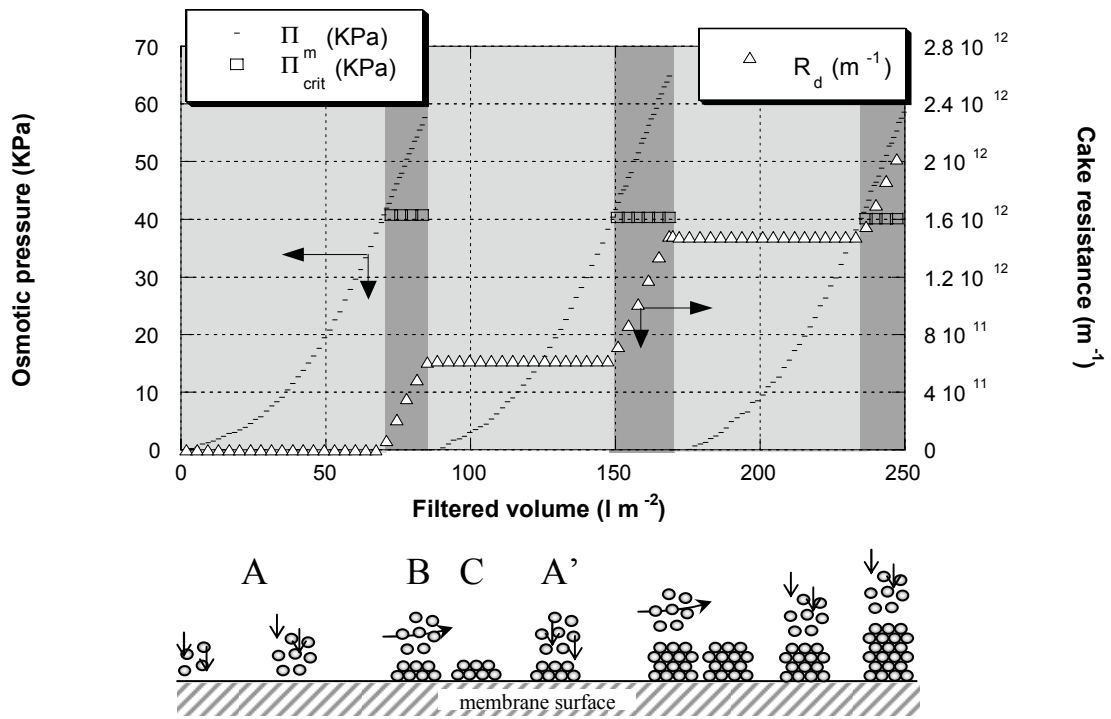 Π m (KPa)
Π crit (KPa)
R d (m -1)
Osmotic pressure (KPa)
70
60
50
40
30
20
10
0
2.8 10 12
2.4 10 12
2 10 12
1.6 10 12
1.2 10 12
8 10 11
4 10 11
0
Cake resistance (m-1)
0 50 100 150 200 250
Filtered volume (l m-2)
A B C A’
membrane surface